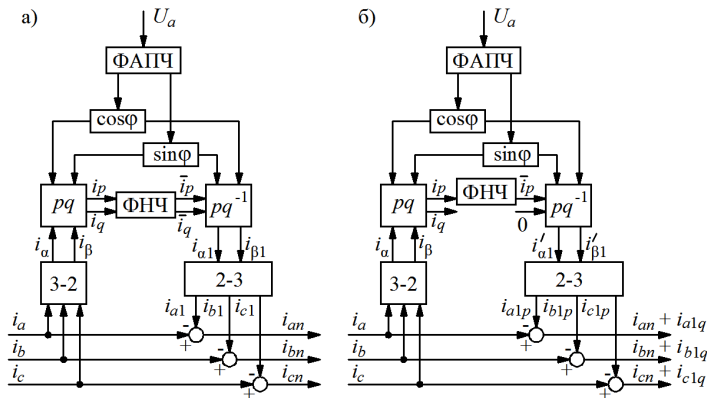 а) U_a б) U_a
ФАПЧ ФАПЧ
cosφ cosφ
sinφ sinφ
pq i_p i_q ФНЧ i̅_p i̅_q pq⁻¹ pq i_p i_q ФНЧ i̅_p 0 pq⁻¹
i_α i_β i_α1 i_β1 i_α i_β i′_α1 i′_β1
3-2 2-3 3-2 2-3
i_a1 i_b1 i_c1 i_a1p i_b1p i_c1p
i_a - + i_an i_a - + i_an + i_a1q
i_b - + i_bn i_b - + i_bn + i_b1q
i_c - + i_cn i_c - + i_cn + i_c1q